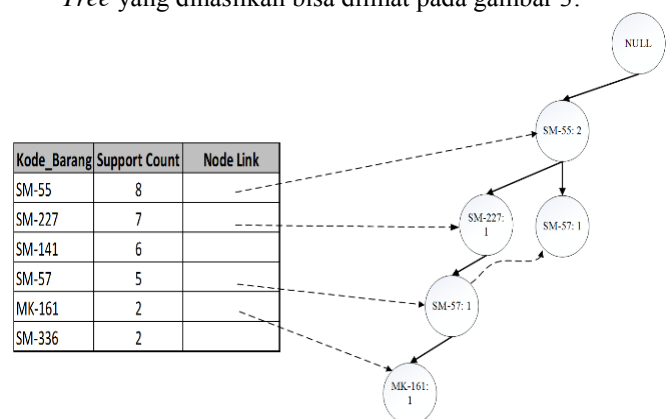 Tree yang dihasilkan bisa dilihat pada gambar 3.
NULL
SM-55: 2
Kode_Barang Support Count Node Link
SM-55 8
SM-227 7
SM-141 6
SM-57 5
MK-161 2
SM-336 2
SM-227:
1
SM-57: 1
SM-57: 1
MK-161:
1